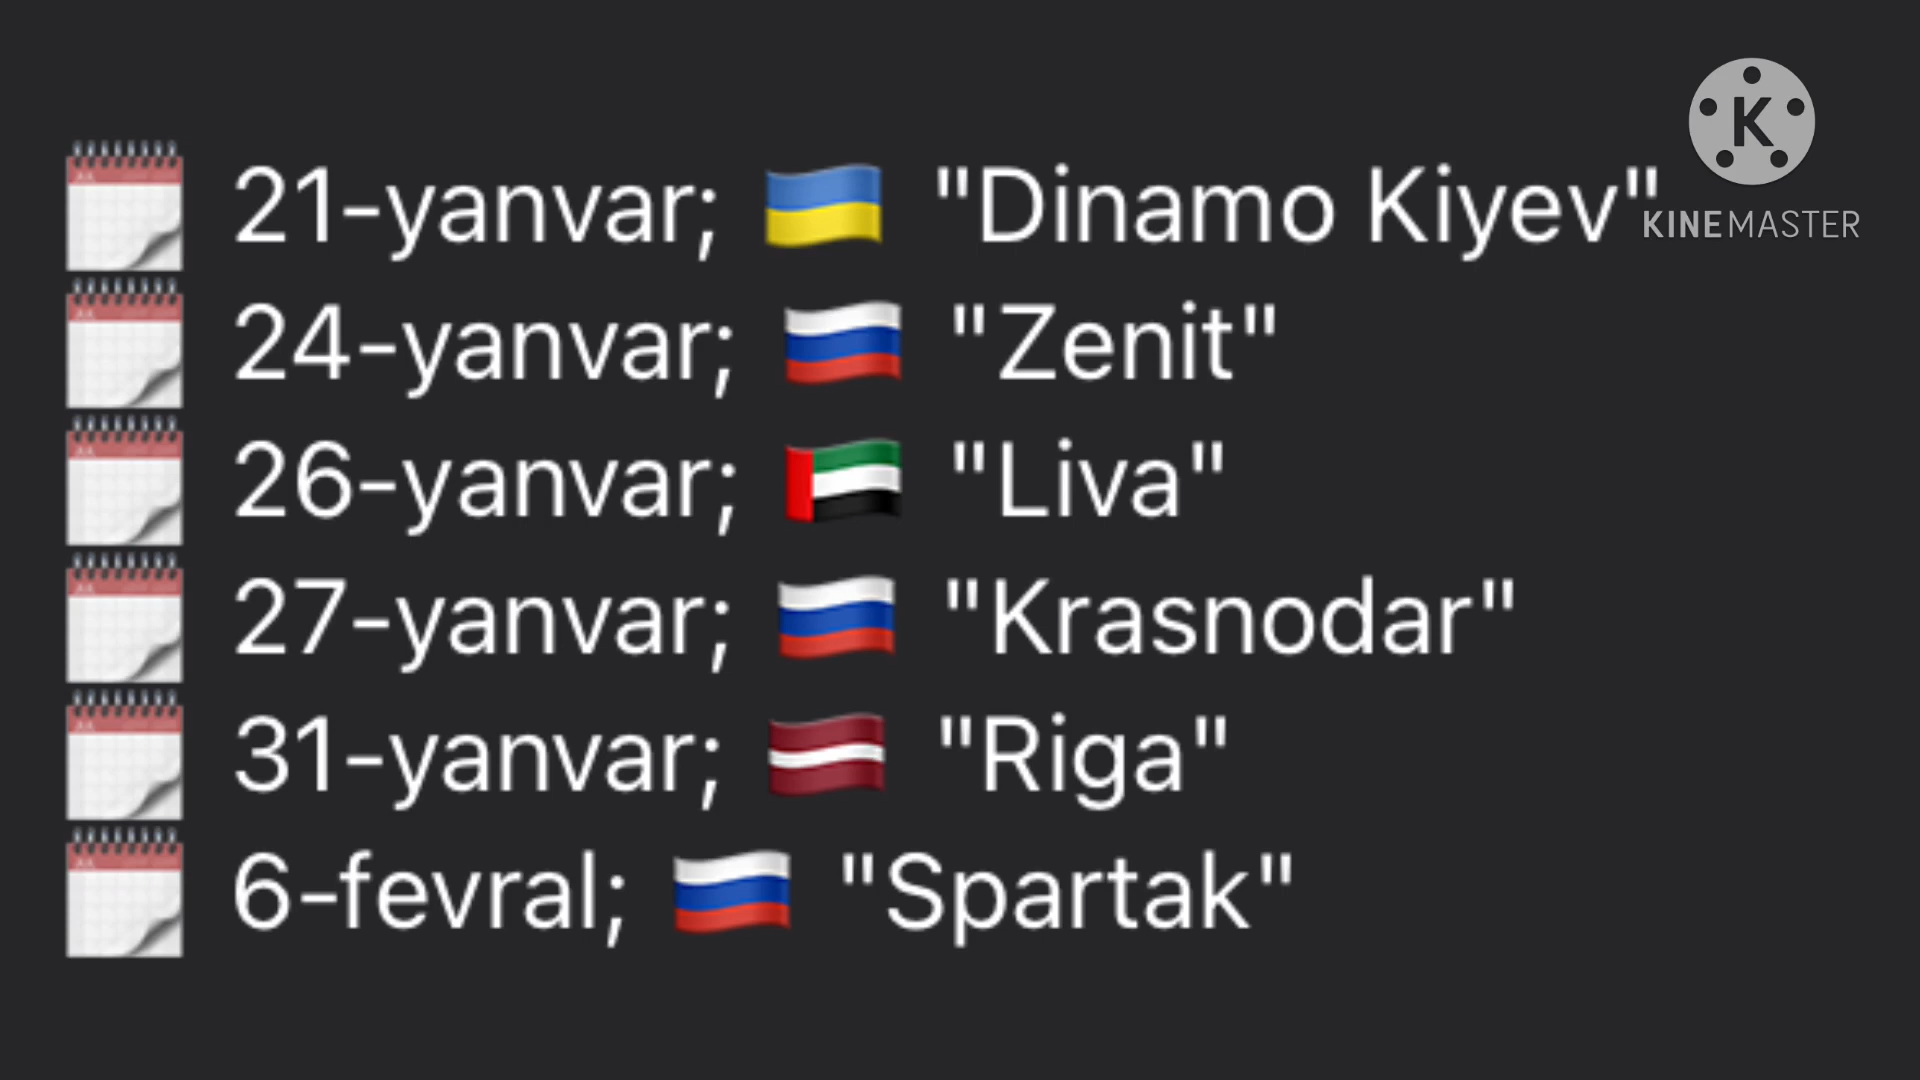 21-yanvar; 🇺🇦 "Dinamo Kiyev"
24-yanvar; 🇷🇺 "Zenit"
26-yanvar; 🇦🇪 "Liva"
27-yanvar; 🇷🇺 "Krasnodar"
31-yanvar; 🇱🇻 "Riga"
6-fevral; 🇷🇺 "Spartak"
K
KINEMASTER